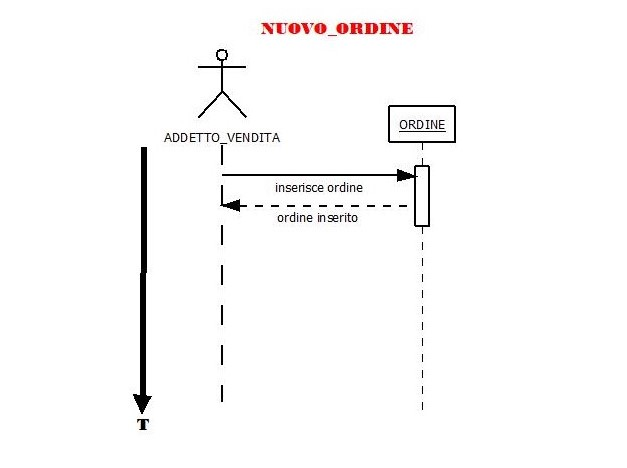 NUOVO_ORDINE
ADDETTO_VENDITA
ORDINE
inserisce ordine
ordine inserito
T